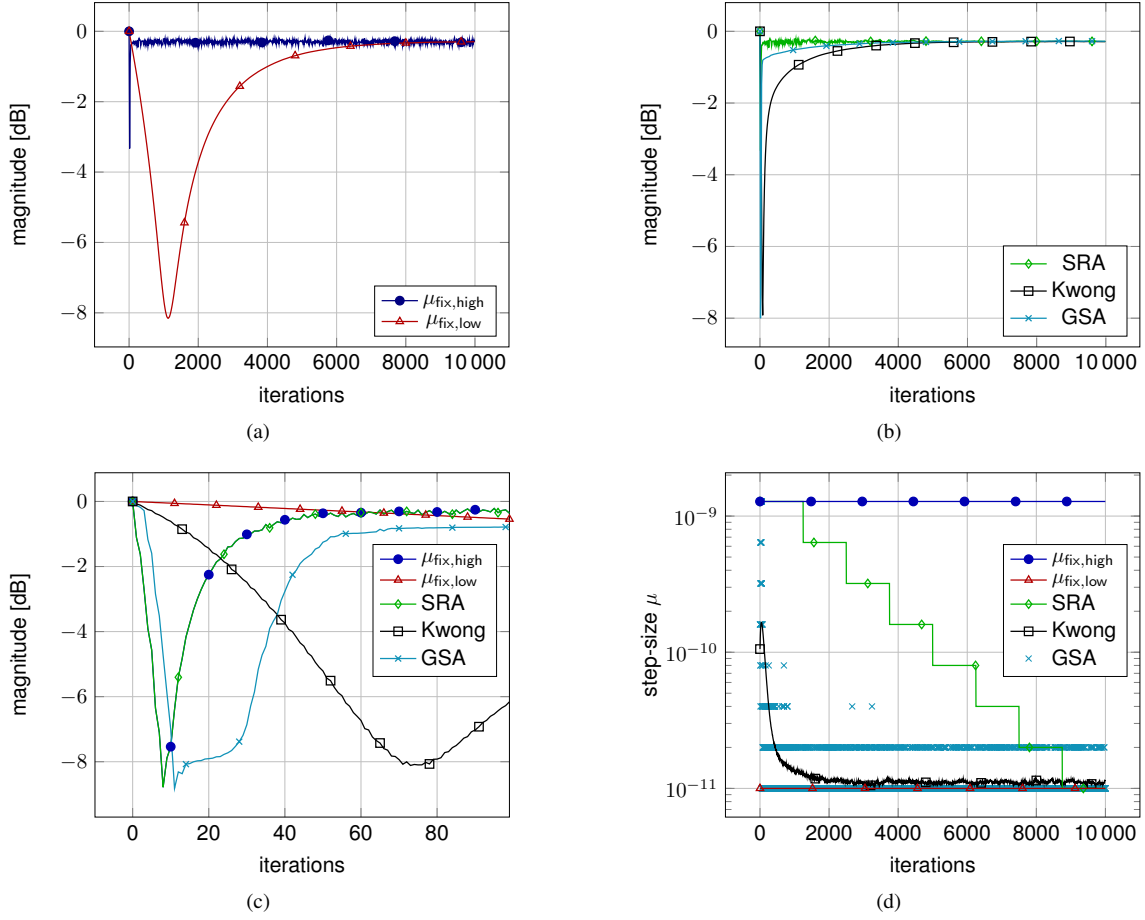 0
−2
−4
−6
−8
magnitude [dB]
0 2000 4000 6000 8000 10 000
iterations
μfix,high
μfix,low
(a)
0
−2
−4
−6
−8
magnitude [dB]
0 2000 4000 6000 8000 10 000
iterations
SRA
Kwong
GSA
(b)
0
−2
−4
−6
−8
magnitude [dB]
0 20 40 60 80
iterations
μfix,high
μfix,low
SRA
Kwong
GSA
(c)
10−9
10−10
10−11
step-size μ
0 2000 4000 6000 8000 10 000
iterations
μfix,high
μfix,low
SRA
Kwong
GSA
(d)